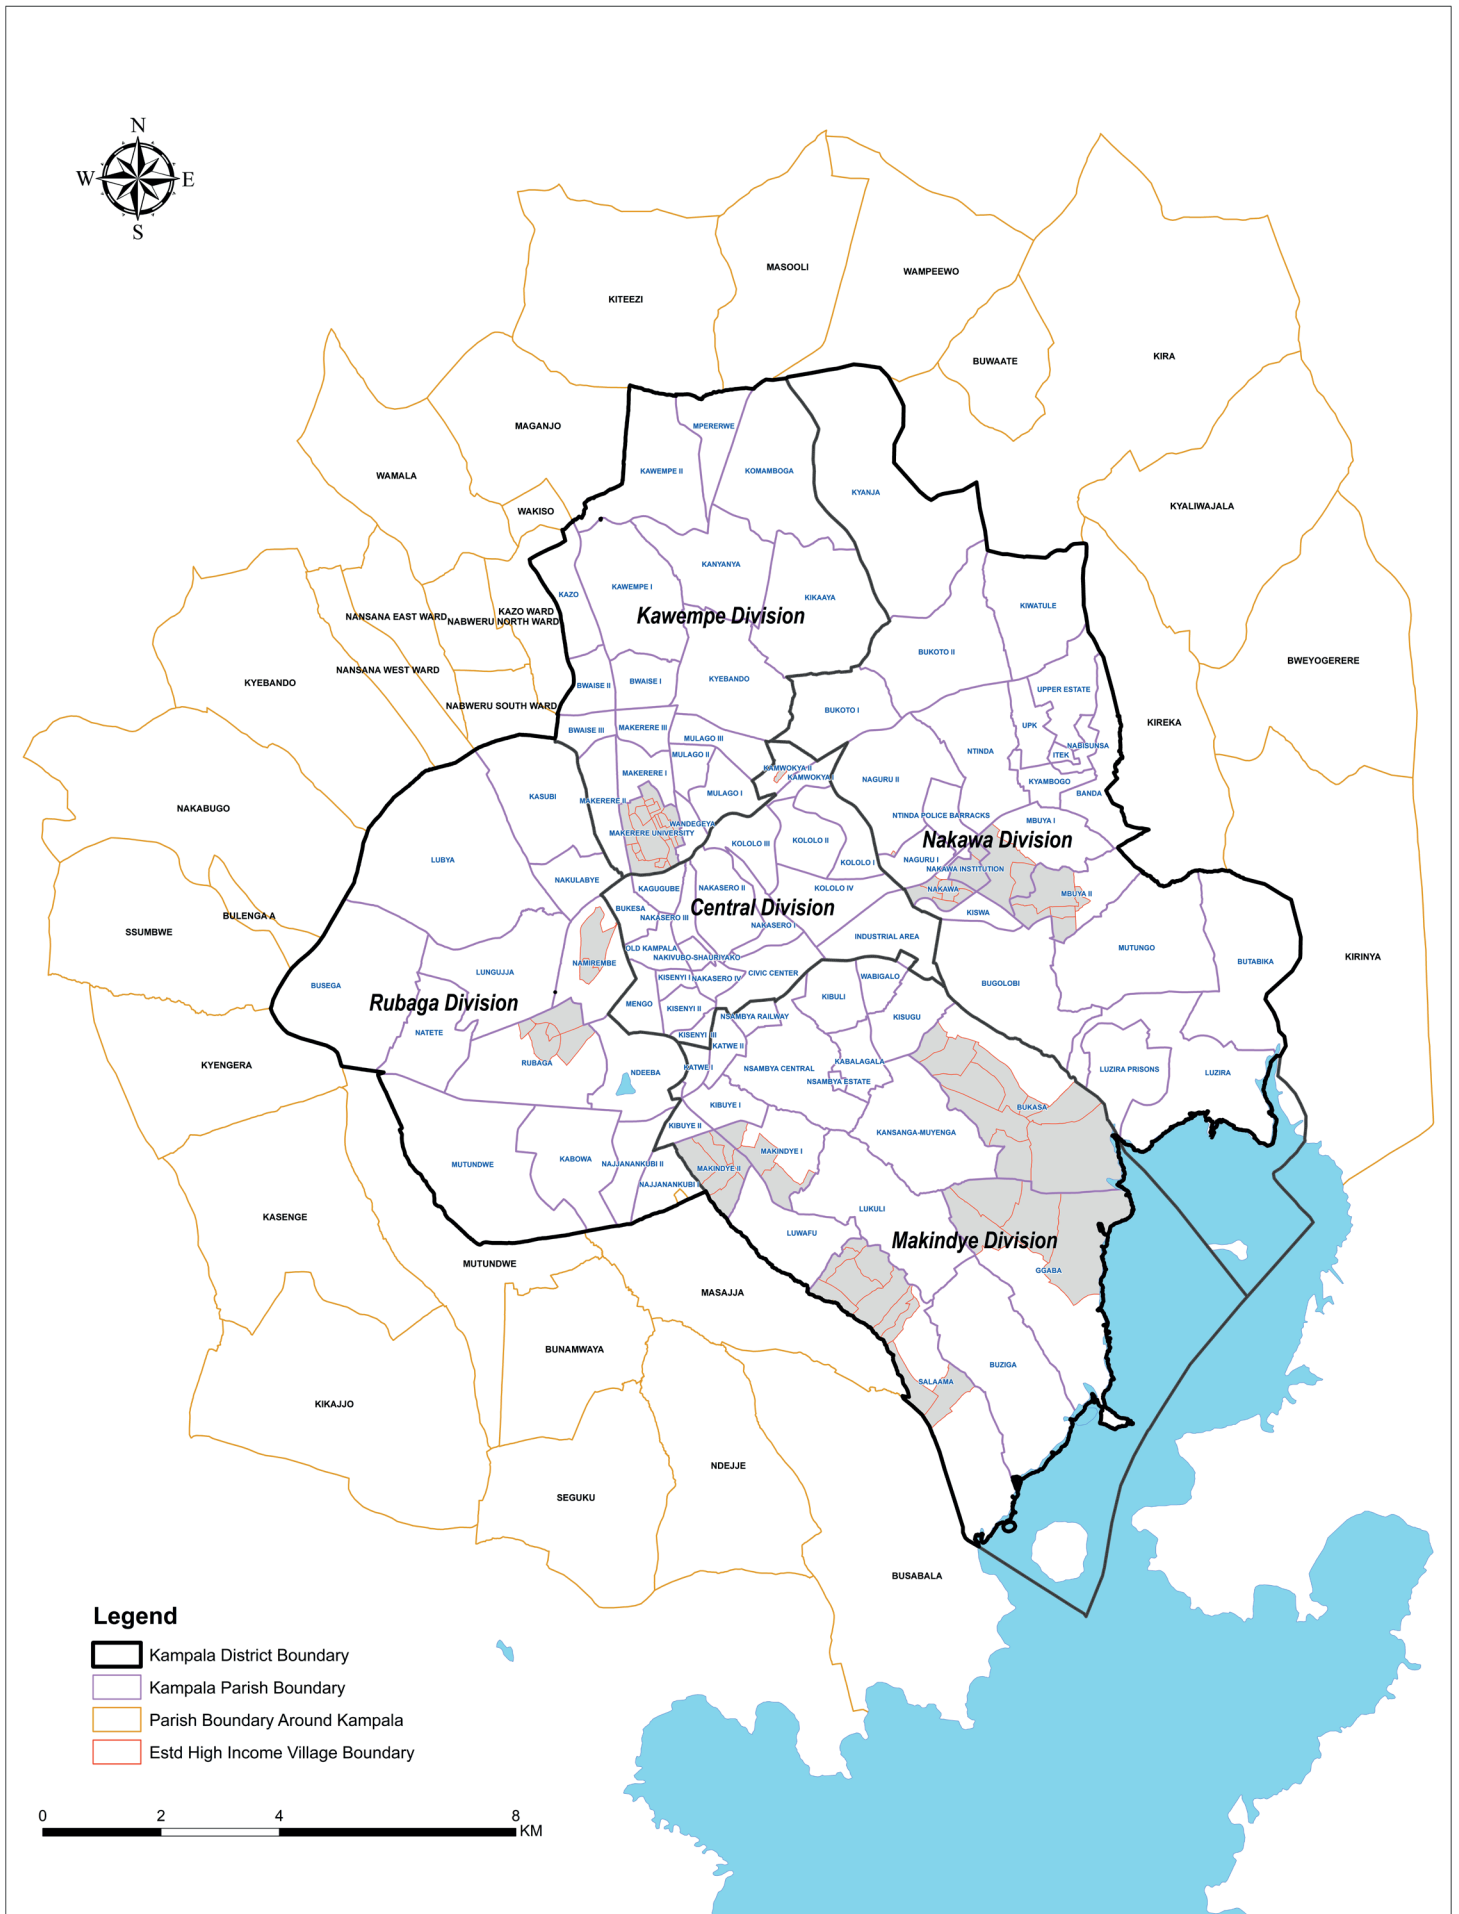 N
W
E
S
MASOOLI
WAMPEEWO
KITEEZI
KIRA
BUWAATE
MAGANJO
MPERERWE
WAMALA
KAWEMPE II
KOMAMBOGA
KYANJA
WAKISO
KYALIWAJALA
KANYANYA
KAWEMPE I
KAZO
KIKAAYA
KIWATULE
KAZO WARD
NANSANA EAST WARD
NABWERU NORTH WARD
Kawempe Division
BUKOTO II
BWEYOGERERE
NANSANA WEST WARD
KYEBANDO
BWAISE II
BWAISE I
KYEBANDO
UPPER ESTATE
NABWERU SOUTH WARD
BUKOTO I
KIREKA
BWAISE III
MAKERERE III
UPK
MULAGO III
NABISUNSA
NTINDA
MULAGO II
ITEK
KAMWOKYA II
MAKERERE I
KAMWOKYA I
NAGURU II
KYAMBOGO
MULAGO I
BANDA
KASUBI
MAKERERE II
NAKABUGO
NTINDA POLICE BARRACKS
MBUYA I
WANDEGEYA
MAKERERE UNIVERSITY
Nakawa Division
KOLOLO III
KOLOLO II
LUBYA
NAGURU I
KOLOLO I
NAKAWA INSTITUTION
NAKULABYE
KAGUGUBE
NAKASERO II
KOLOLO IV
NAKAWA
MBUYA II
BUKESA
Central Division
KISWA
BULENGA A
NAKASERO III
NAKASERO I
SSUMBWE
INDUSTRIAL AREA
OLD KAMPALA
MUTUNGO
NAKIVUBO-SHAURIYAKO
KIRINYA
NAMIREMBE
BUTABIKA
LUNGUJJA
CIVIC CENTER
KISENYI I
NAKASERO IV
WABIGALO
BUGOLOBI
BUSEGA
KIBULI
Rubaga Division
MENGO
KISENYI II
NSAMBYA RAILWAY
KISUGU
NATETE
KISENYI III
KATWE II
KYENGERA
RUBAGA
KABALAGALA
KATWE I
NSAMBYA CENTRAL
LUZIRA PRISONS
NDEEBA
LUZIRA
NSAMBYA ESTATE
KIBUYE I
BUKASA
KIBUYE II
KANSANGA-MUYENGA
MAKINDYE I
KABOWA
MUTUNDWE
NAJJANANKUBI II
MAKINDYE II
NAJJANANKUBI I
LUKULI
KASENGE
LUWAFU
Makindye Division
MUTUNDWE
GGABA
MASAJJA
BUNAMWAYA
BUZIGA
SALAAMA
KIKAJJO
NDEJJE
SEGUKU
BUSABALA
Legend
Kampala District Boundary
Kampala Parish Boundary
Parish Boundary Around Kampala
Estd High Income Village Boundary
0 2 4 8
KM